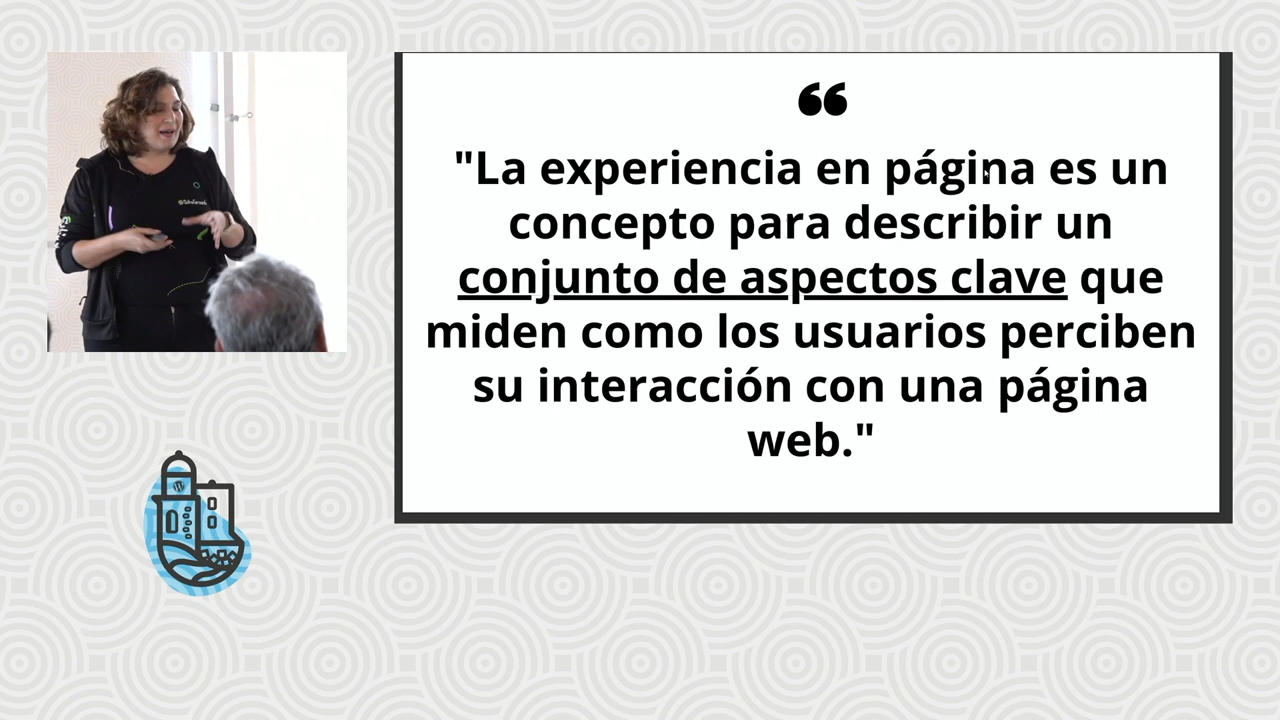 "La experiencia en página es un
concepto para describir un
conjunto de aspectos clave que
miden como los usuarios perciben
su interacción con una página
web."